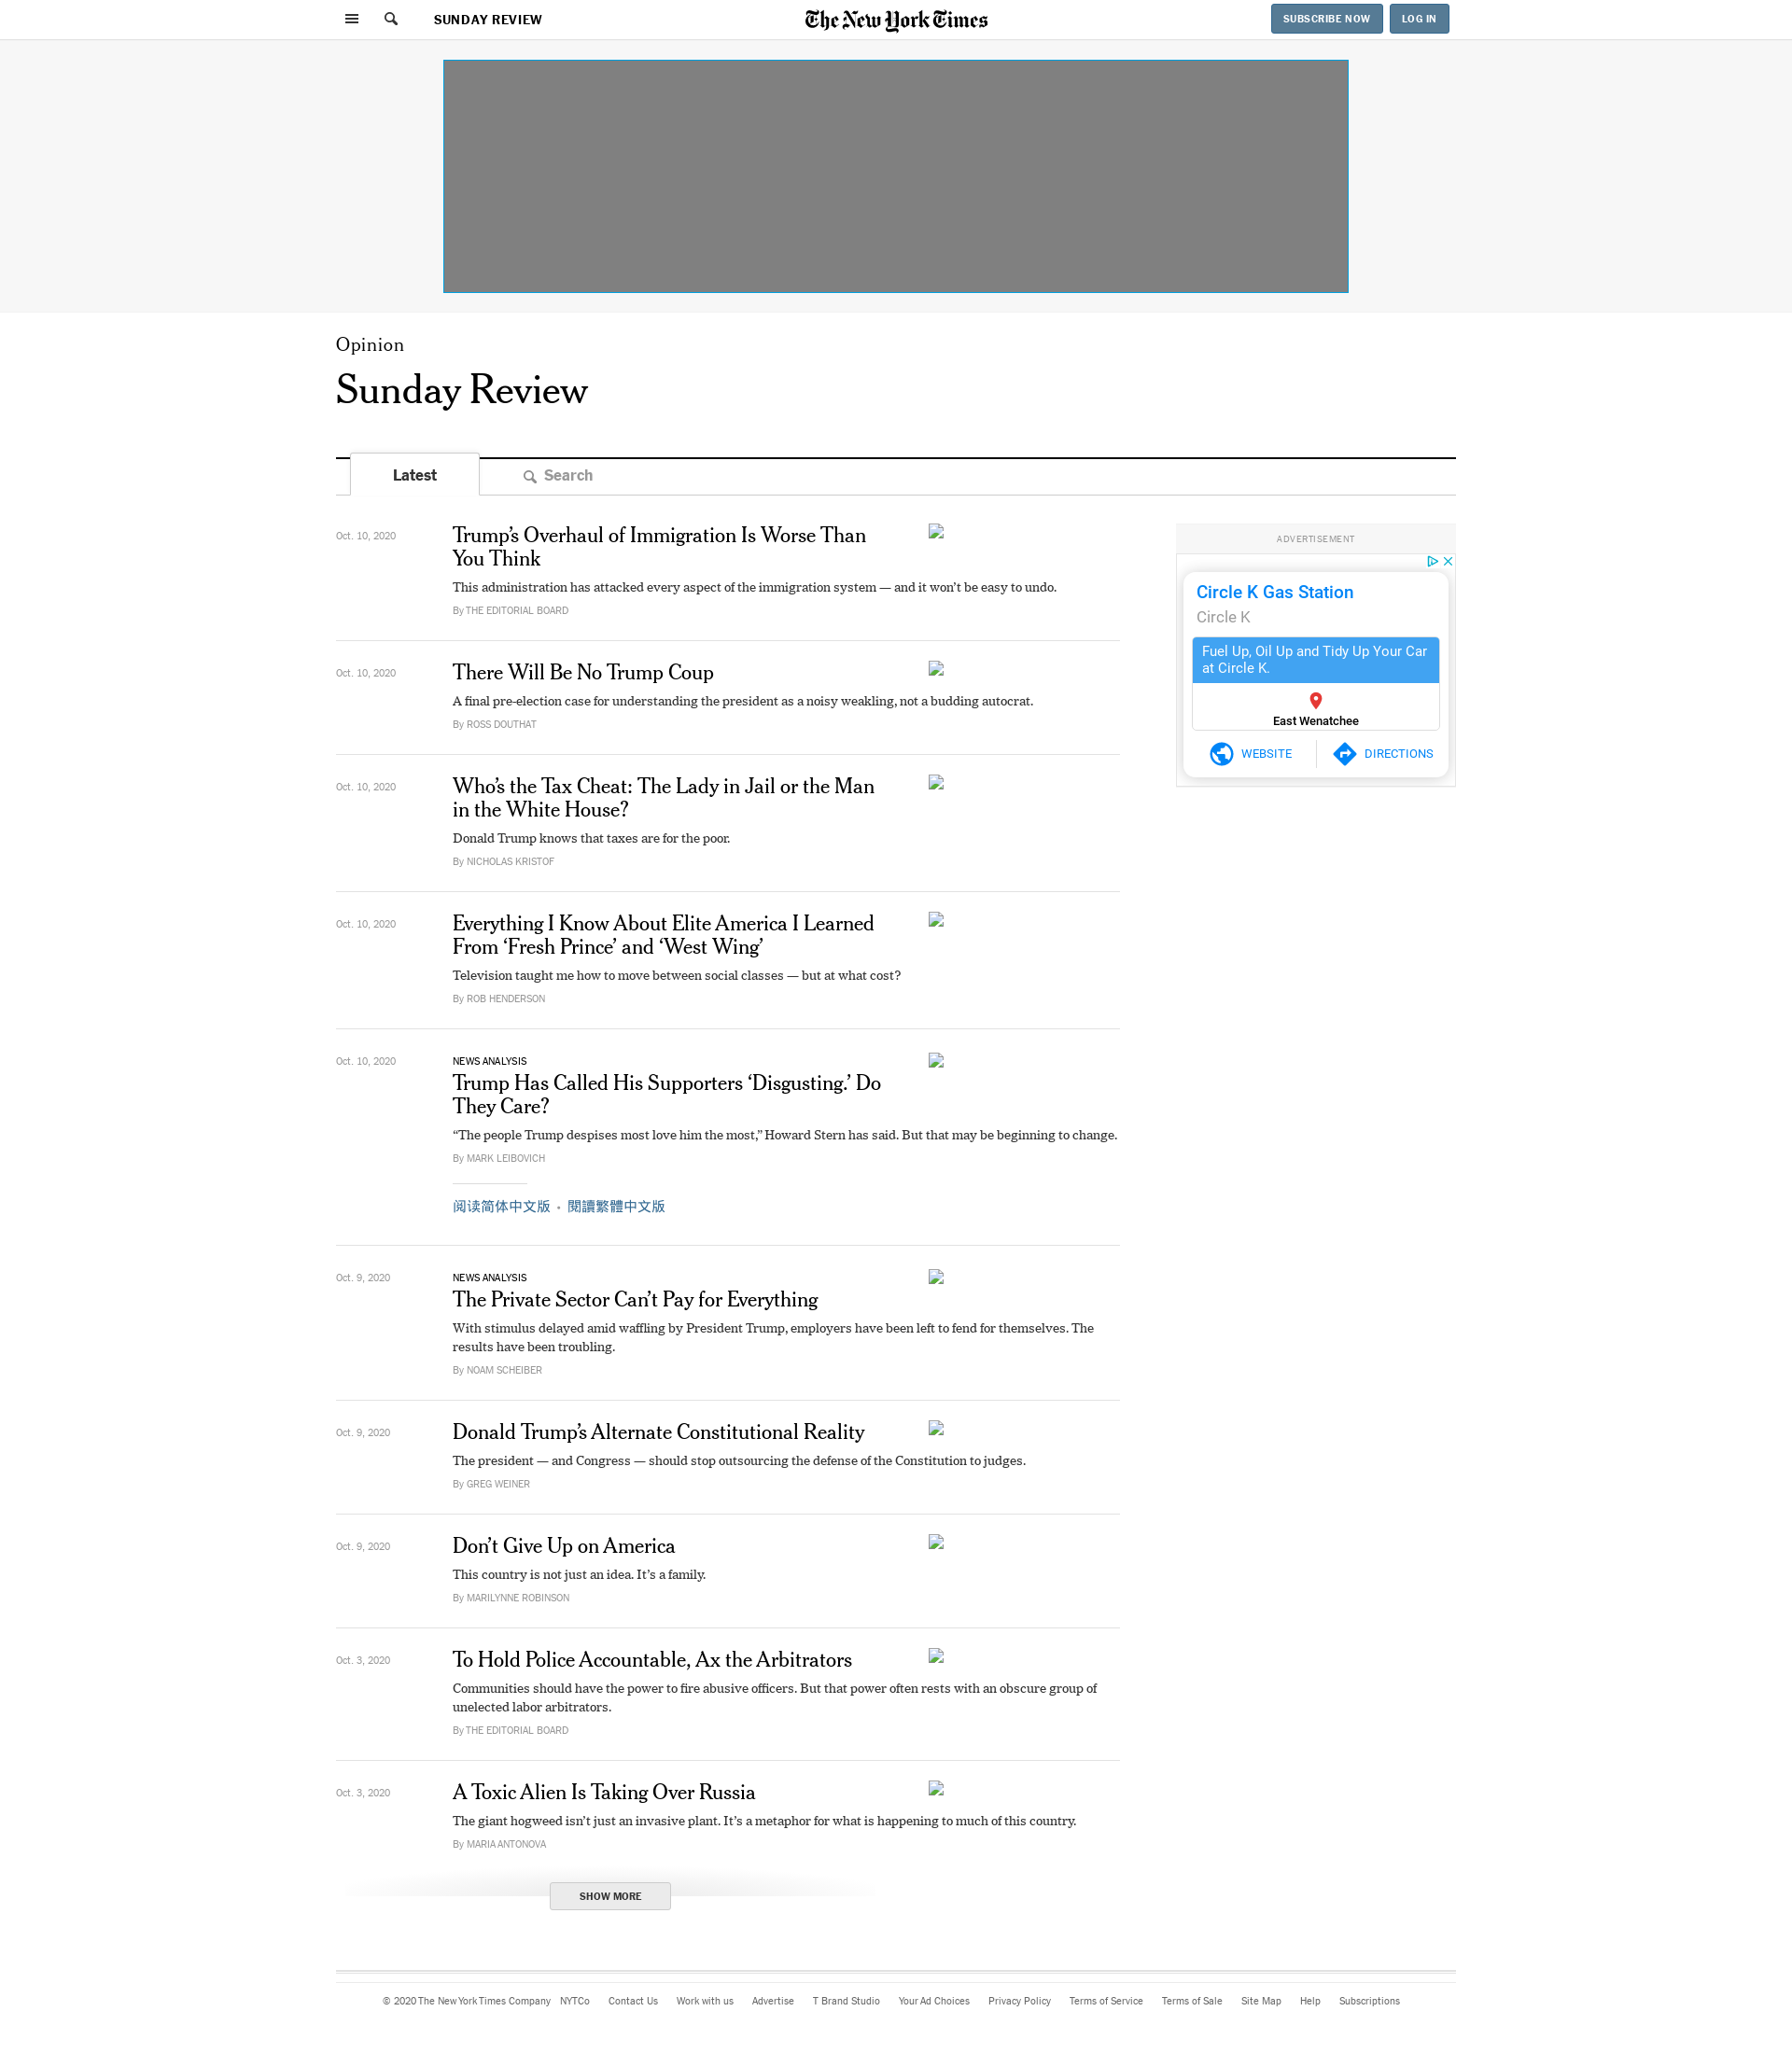 SUNDAY REVIEW
The New York Times
SUBSCRIBE NOW
LOG IN
Opinion
Sunday Review
Latest
Search
Oct. 10, 2020
Trump’s Overhaul of Immigration Is Worse Than
You Think
This administration has attacked every aspect of the immigration system — and it won’t be easy to undo.
By THE EDITORIAL BOARD
Oct. 10, 2020
There Will Be No Trump Coup
A final pre-election case for understanding the president as a noisy weakling, not a budding autocrat.
By ROSS DOUTHAT
Oct. 10, 2020
Who’s the Tax Cheat: The Lady in Jail or the Man
in the White House?
Donald Trump knows that taxes are for the poor.
By NICHOLAS KRISTOF
Oct. 10, 2020
Everything I Know About Elite America I Learned
From ‘Fresh Prince’ and ‘West Wing’
Television taught me how to move between social classes — but at what cost?
By ROB HENDERSON
Oct. 10, 2020
NEWS ANALYSIS
Trump Has Called His Supporters ‘Disgusting.’ Do
They Care?
“The people Trump despises most love him the most,” Howard Stern has said. But that may be beginning to change.
By MARK LEIBOVICH
阅读简体中文版 • 閱讀繁體中文版
Oct. 9, 2020
NEWS ANALYSIS
The Private Sector Can’t Pay for Everything
With stimulus delayed amid waffling by President Trump, employers have been left to fend for themselves. The
results have been troubling.
By NOAM SCHEIBER
Oct. 9, 2020
Donald Trump’s Alternate Constitutional Reality
The president — and Congress — should stop outsourcing the defense of the Constitution to judges.
By GREG WEINER
Oct. 9, 2020
Don’t Give Up on America
This country is not just an idea. It’s a family.
By MARILYNNE ROBINSON
Oct. 3, 2020
To Hold Police Accountable, Ax the Arbitrators
Communities should have the power to fire abusive officers. But that power often rests with an obscure group of
unelected labor arbitrators.
By THE EDITORIAL BOARD
Oct. 3, 2020
A Toxic Alien Is Taking Over Russia
The giant hogweed isn’t just an invasive plant. It’s a metaphor for what is happening to much of this country.
By MARIA ANTONOVA
SHOW MORE
ADVERTISEMENT
Circle K Gas Station
Circle K
Fuel Up, Oil Up and Tidy Up Your Car
at Circle K.
East Wenatchee
WEBSITE
DIRECTIONS
© 2020 The New York Times Company NYTCo Contact Us Work with us Advertise T Brand Studio Your Ad Choices Privacy Policy Terms of Service Terms of Sale Site Map Help Subscriptions